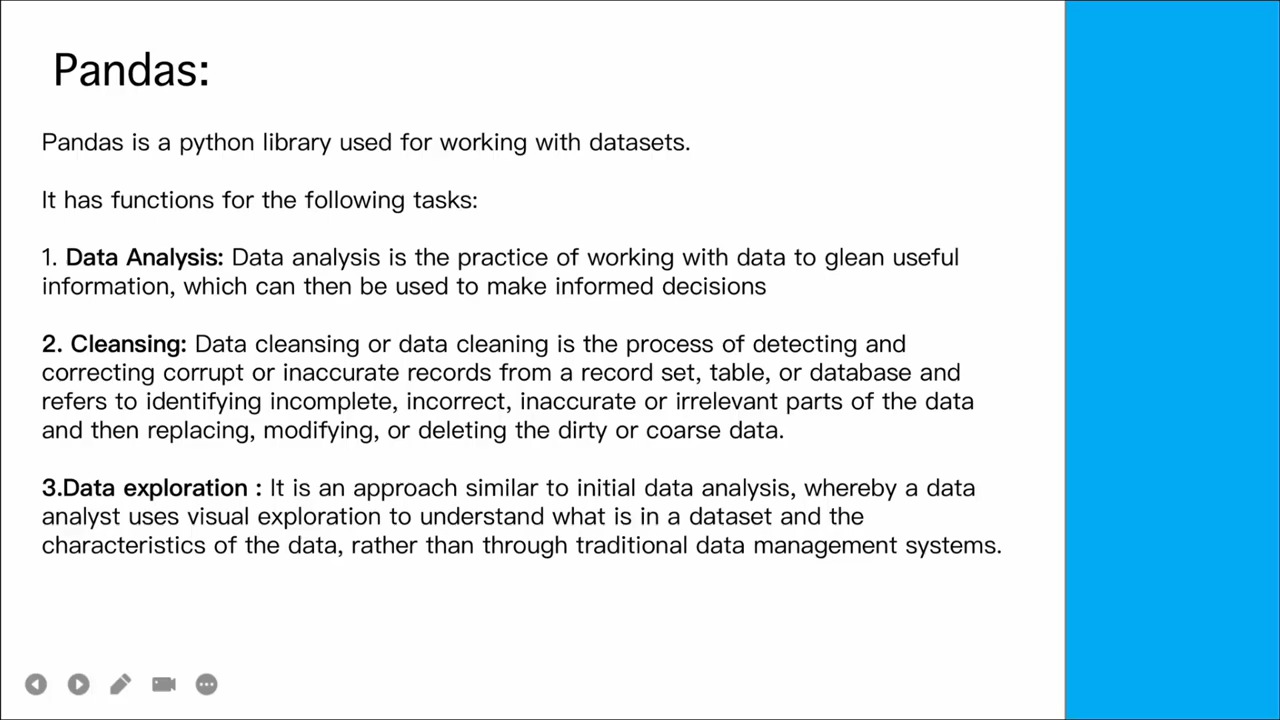 Pandas:
Pandas is a python library used for working with datasets.
It has functions for the following tasks:
1. Data Analysis: Data analysis is the practice of working with data to glean useful
information, which can then be used to make informed decisions
2. Cleansing: Data cleansing or data cleaning is the process of detecting and
correcting corrupt or inaccurate records from a record set, table, or database and
refers to identifying incomplete, incorrect, inaccurate or irrelevant parts of the data
and then replacing, modifying, or deleting the dirty or coarse data.
3.Data exploration : It is an approach similar to initial data analysis, whereby a data
analyst uses visual exploration to understand what is in a dataset and the
characteristics of the data, rather than through traditional data management systems.